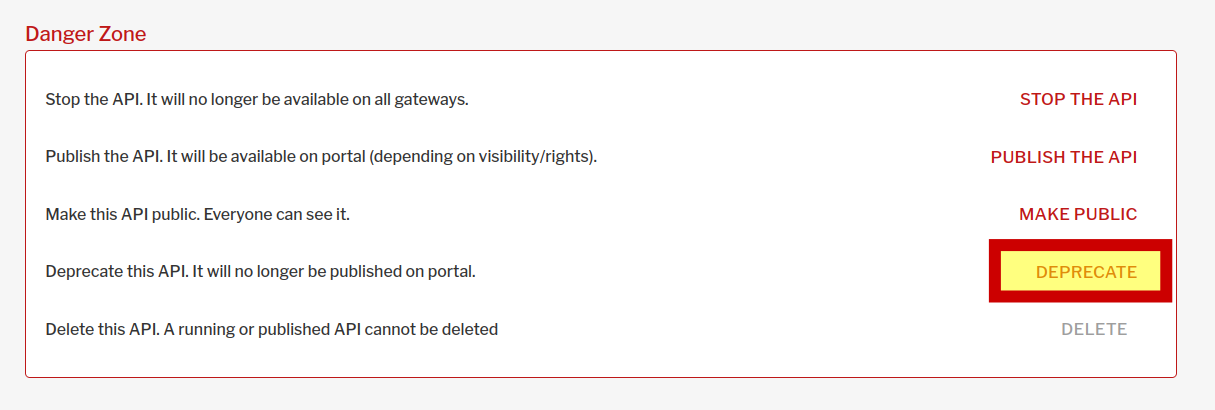 Danger Zone
Stop the API. It will no longer be available on all gateways. STOP THE API
Publish the API. It will be available on portal (depending on visibility/rights). PUBLISH THE API
Make this API public. Everyone can see it. MAKE PUBLIC
Deprecate this API. It will no longer be published on portal. DEPRECATE
Delete this API. A running or published API cannot be deleted DELETE